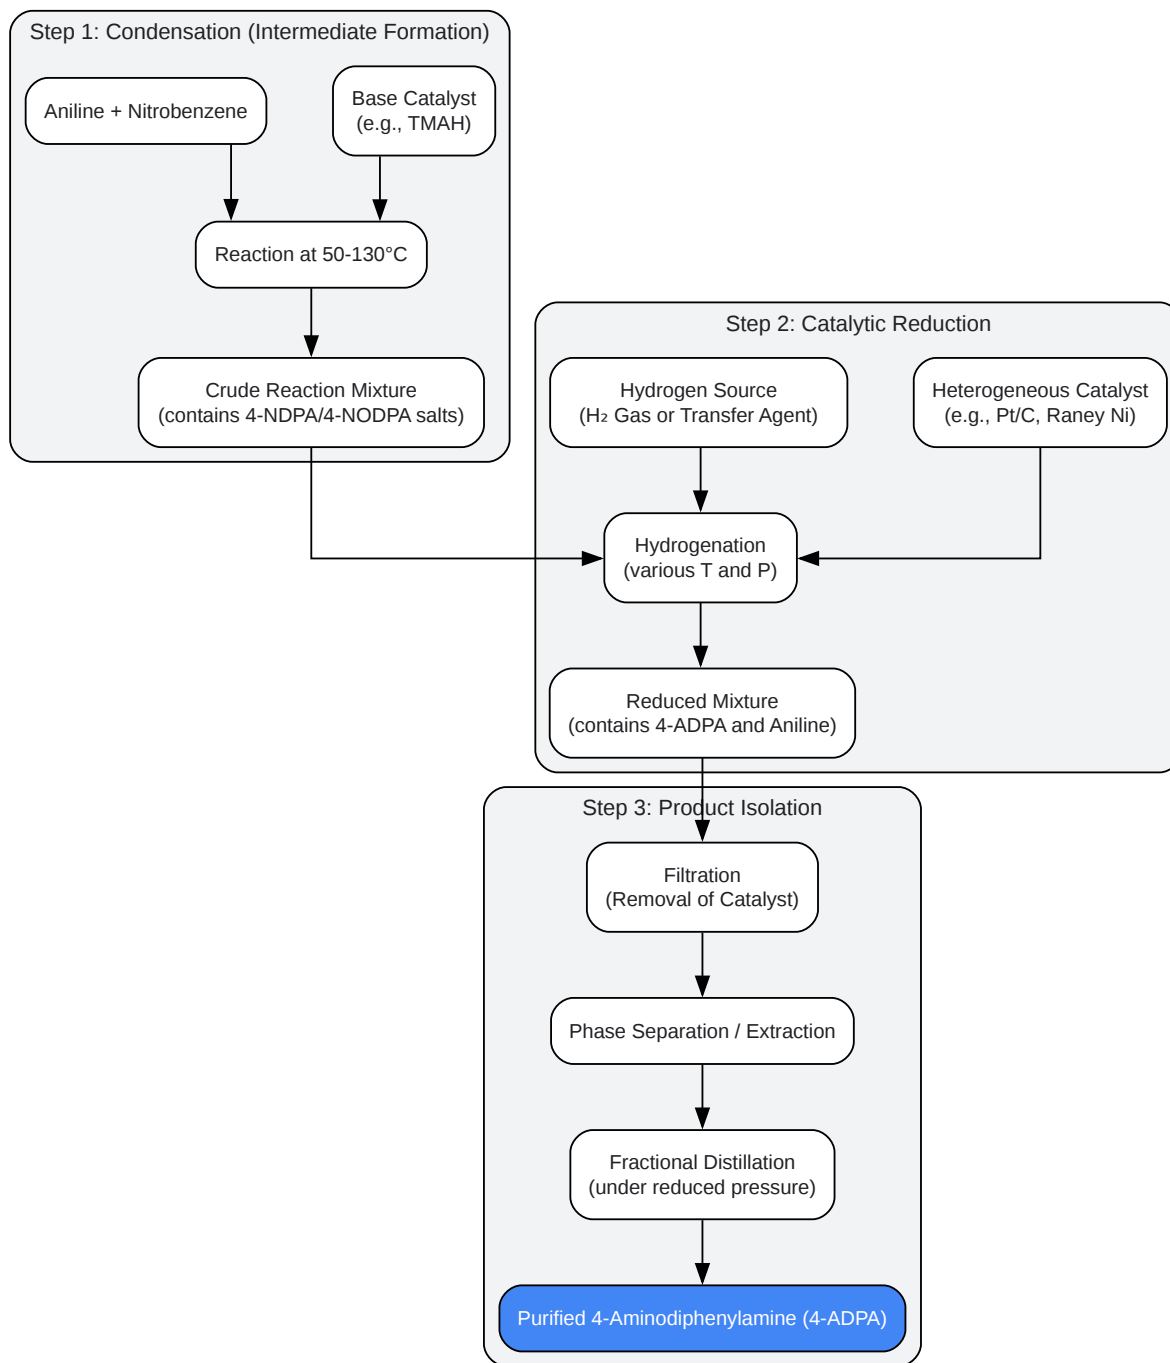 Step 1: Condensation (Intermediate Formation)
Aniline + Nitrobenzene
Base Catalyst
(e.g., TMAH)
Reaction at 50-130°C
Crude Reaction Mixture
(contains 4-NDPA/4-NODPA salts)
Step 2: Catalytic Reduction
Hydrogen Source
(H₂ Gas or Transfer Agent)
Heterogeneous Catalyst
(e.g., Pt/C, Raney Ni)
Hydrogenation
(various T and P)
Reduced Mixture
(contains 4-ADPA and Aniline)
Step 3: Product Isolation
Filtration
(Removal of Catalyst)
Phase Separation / Extraction
Fractional Distillation
(under reduced pressure)
Purified 4-Aminodiphenylamine (4-ADPA)